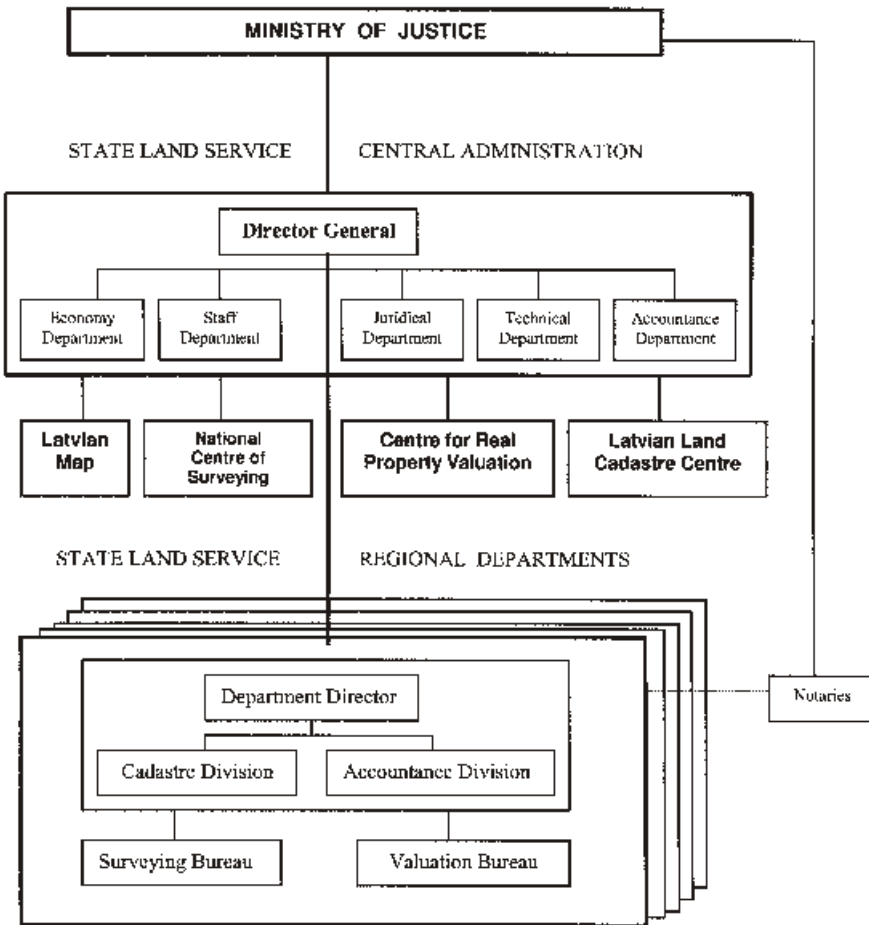 MINISTRY OF JUSTICE
STATE LAND SERVICE
CENTRAL ADMINISTRATION
Director General
Economy
Department
Staff
Department
Juridical
Department
Technical
Department
Accountance
Department
Latvian
Map
National
Centre of
Surveying
Centre for Real
Property Valuation
Latvian Land
Cadastre Centre
STATE LAND SERVICE
REGIONAL DEPARTMENTS
Department Director
Notaries
Cadastre Division
Accountance Division
Surveying Bureau
Valuation Bureau